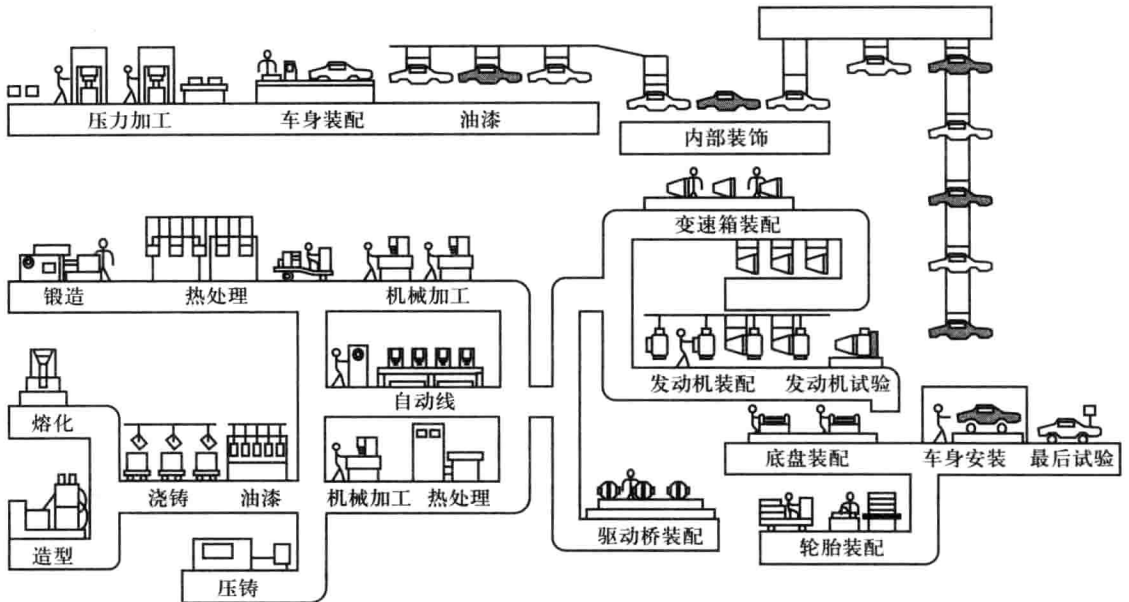 压力加工
车身装配
油漆
内部装饰
变速箱装配
锻造
热处理
机械加工
发动机装配
发动机试验
自动线
熔化
底盘装配
车身安装
最后试验
浇铸
油漆
机械加工
热处理
驱动桥装配
轮胎装配
造型
压铸